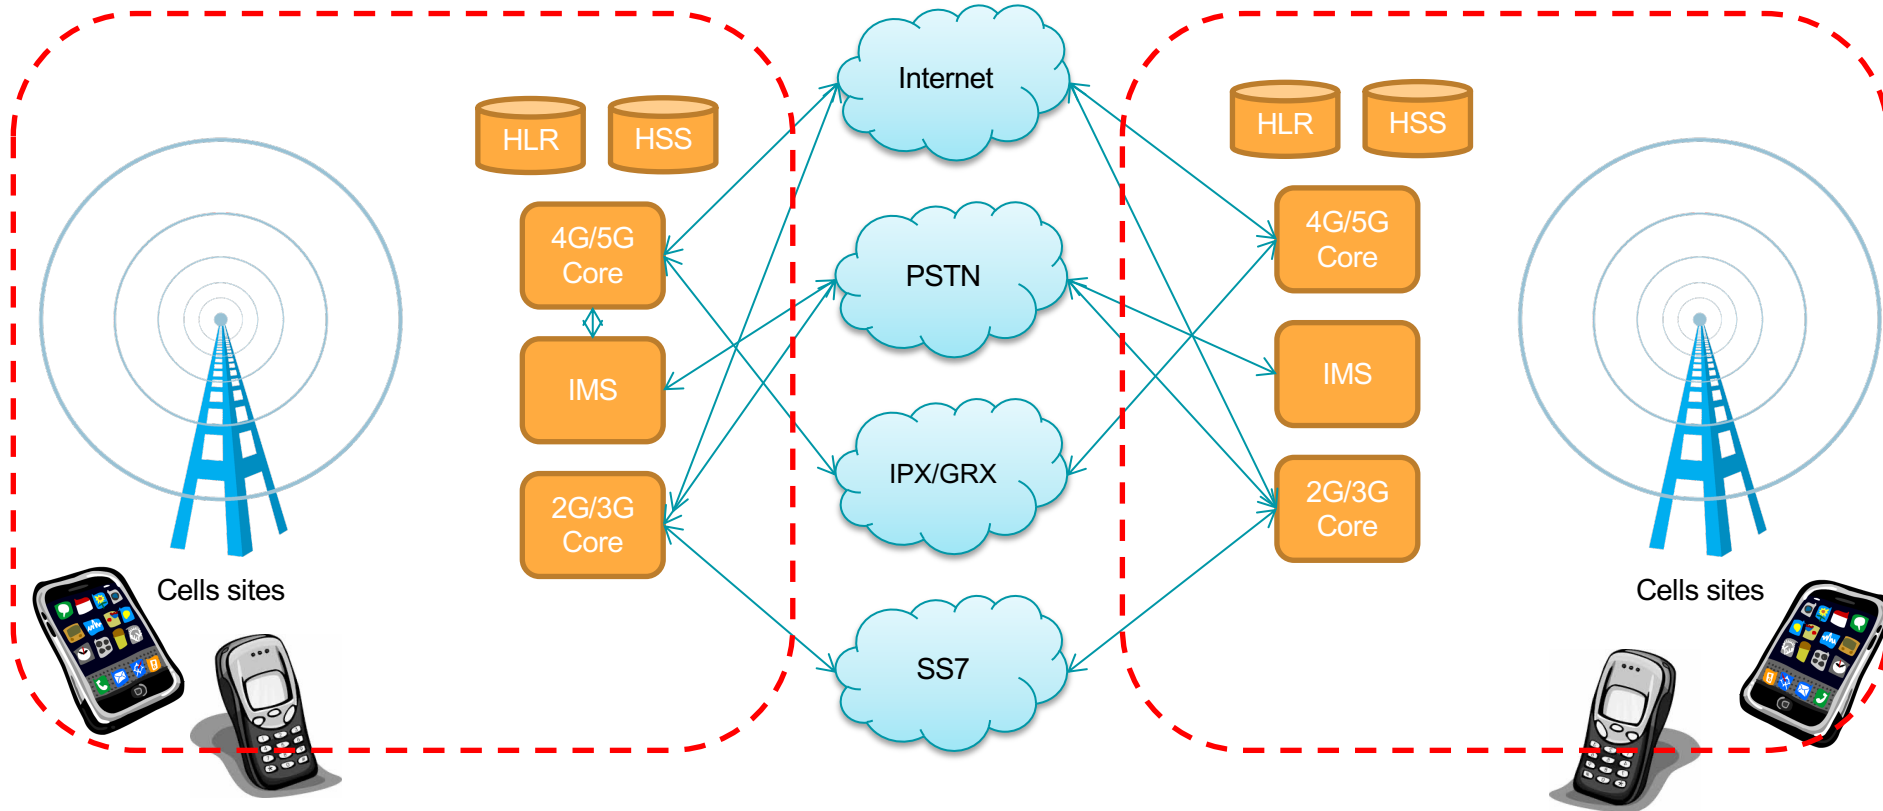 Internet
HLR
HSS
4G/5G
Core
IMS
2G/3G
Core
Cells sites
PSTN
IPX/GRX
SS7
HLR
HSS
4G/5G
Core
IMS
2G/3G
Core
Cells sites